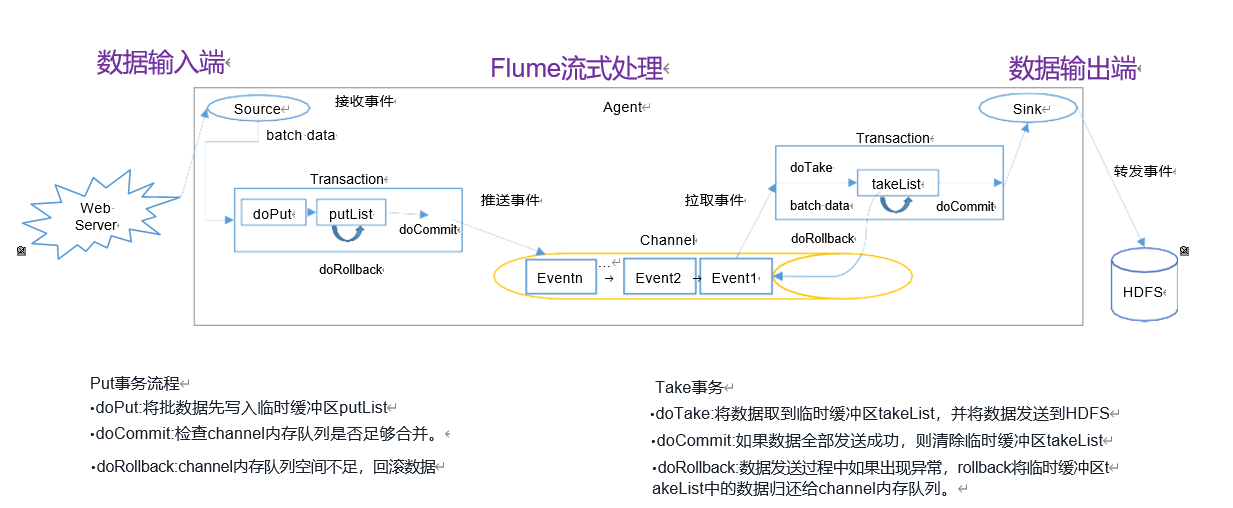 数据输入端
Flume流式处理
数据输出端
Source
接收事件
Agent
Sink
batch data
Transaction
Transaction
doTake
takeList
转发事件
Web
Server
doPut
putList
doCommit
推送事件
拉取事件
batch data
doCommit
doRollback
Channel
doRollback
Eventn
...
→
Event2
→
Event1
HDFS
Put事务流程
•doPut:将批数据先写入临时缓冲区putList
•doCommit:检查channel内存队列是否足够合并。
•doRollback:channel内存队列空间不足，回滚数据
Take事务
•doTake:将数据取到临时缓冲区takeList，并将数据发送到HDFS
•doCommit:如果数据全部发送成功，则清除临时缓冲区takeList
•doRollback:数据发送过程中如果出现异常，rollback将临时缓冲区t
akeList中的数据归还给channel内存队列。